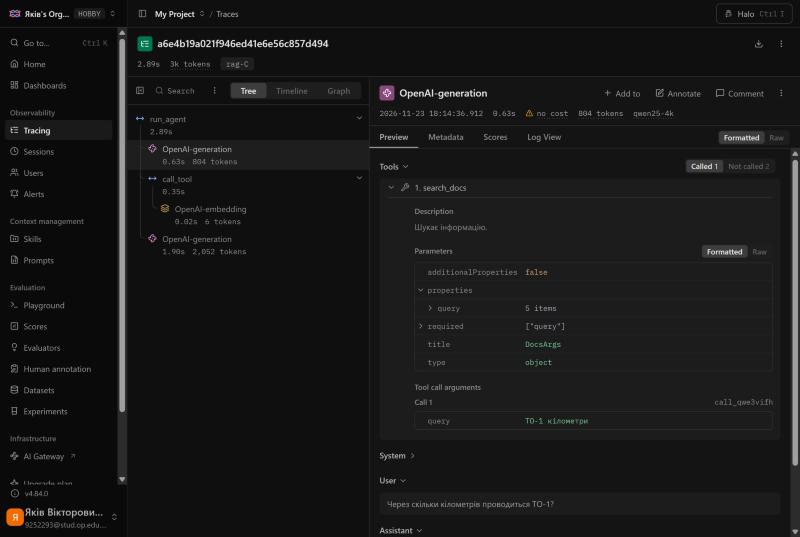 Яків's Org... HOBBY
Go to... Ctrl K
Home
Dashboards
Observability
Tracing
Sessions
Users
Alerts
Context management
Skills
Prompts
Evaluation
Playground
Scores
Evaluators
Human annotation
Datasets
Experiments
Infrastructure
AI Gateway
Upgrade plan
v4.84.0
Я Яків Вікторови...
9252293@stud.op.edu...
My Project / Traces
Halo Ctrl I
a6e4b19a021f946ed41e6e56c857d494
2.89s 3k tokens rag-C
Search Tree Timeline Graph
run_agent
2.89s
OpenAI-generation
0.63s 804 tokens
call_tool
0.35s
OpenAI-embedding
0.02s 6 tokens
OpenAI-generation
1.90s 2,052 tokens
OpenAI-generation
Add to Annotate Comment
2026-11-23 18:14:36.912 0.63s no cost 804 tokens qwen25-4k
Preview Metadata Scores Log View Formatted Raw
Tools Called 1 Not called 2
1. search_docs
Description
Шукає інформацію.
Parameters Formatted Raw
additionalProperties false
properties
query 5 items
required ["query"]
title DocsArgs
type object
Tool call arguments
Call 1 call_qwe3vifh
query ТО-1 кілометри
System
User
Через скільки кілометрів проводиться ТО-1?
Assistant